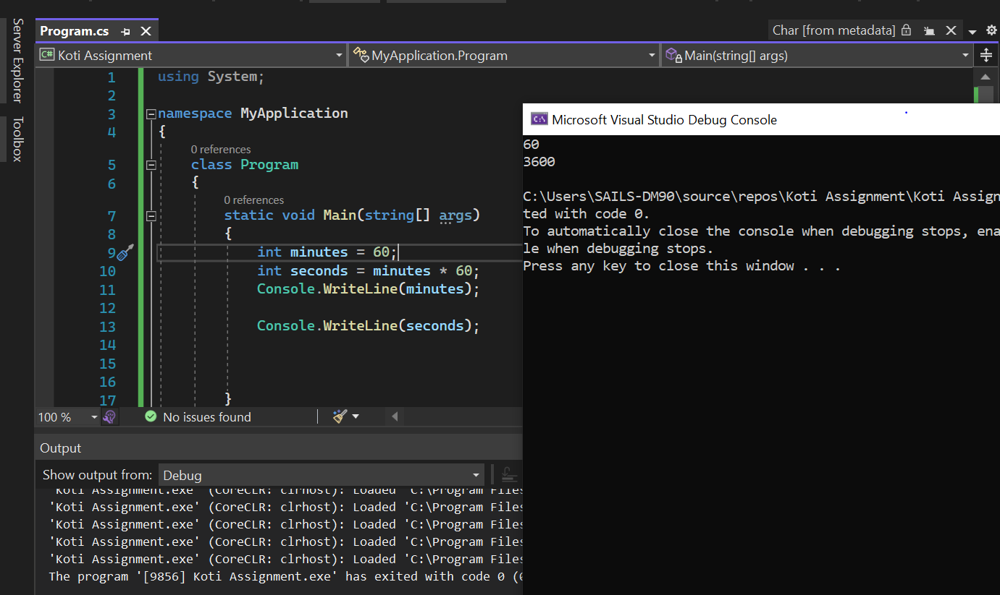 Server Explorer
Toolbox
Program.cs
Char [from metadata]
C# Koti Assignment
MyApplication.Program
Main(string[] args)
1 using System;
2
3 namespace MyApplication
4 {
0 references
5 class Program
6 {
0 references
7 static void Main(string[] args)
8 {
9 int minutes = 60;
10 int seconds = minutes * 60;
11 Console.WriteLine(minutes);
12
13 Console.WriteLine(seconds);
14
15
16
17 }
100 %
No issues found
Output
Show output from: Debug
'Koti Assignment.exe' (CoreCLR: clrhost): Loaded 'C:\Program Files
'Koti Assignment.exe' (CoreCLR: clrhost): Loaded 'C:\Program Files
'Koti Assignment.exe' (CoreCLR: clrhost): Loaded 'C:\Program Files
'Koti Assignment.exe' (CoreCLR: clrhost): Loaded 'C:\Program Files
'Koti Assignment.exe' (CoreCLR: clrhost): Loaded 'C:\Program Files
The program '[9856] Koti Assignment.exe' has exited with code 0 (
C:\ Microsoft Visual Studio Debug Console
60
3600
C:\Users\SAILS-DM90\source\repos\Koti Assignment\Koti Assign
ted with code 0.
To automatically close the console when debugging stops, ena
le when debugging stops.
Press any key to close this window . . .